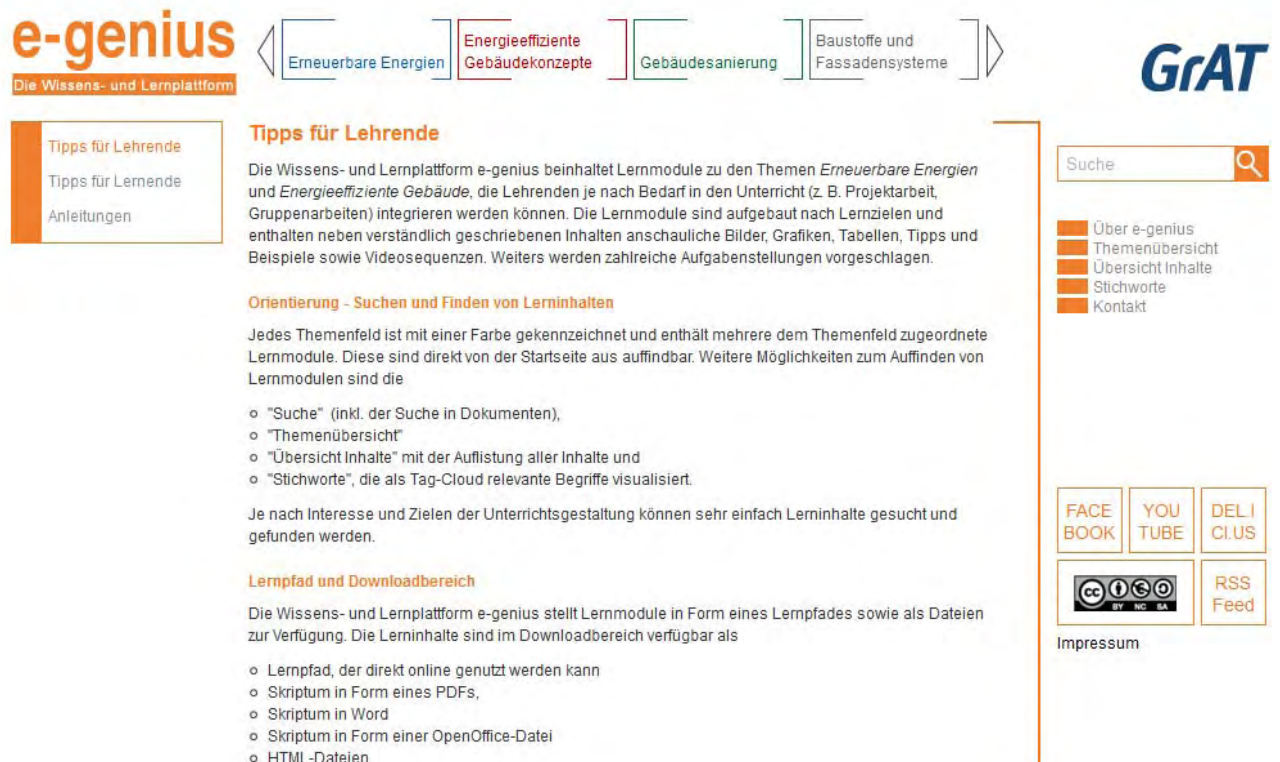 e-genius
Die Wissens- und Lernplattform
Erneuerbare Energien
Energieeffiziente
Gebäudekonzepte
Gebäudesanierung
Baustoffe und
Fassadensysteme
GrAT
Tipps für Lehrende
Tipps für Lernende
Anleitungen
Tipps für Lehrende
Die Wissens- und Lernplattform e-genius beinhaltet Lernmodule zu den Themen Erneuerbare Energien
und Energieeffiziente Gebäude, die Lehrenden je nach Bedarf in den Unterricht (z. B. Projektarbeit,
Gruppenarbeiten) integrieren werden können. Die Lernmodule sind aufgebaut nach Lernzielen und
enthalten neben verständlich geschriebenen Inhalten anschauliche Bilder, Grafiken, Tabellen, Tipps und
Beispiele sowie Videosequenzen. Weiters werden zahlreiche Aufgabenstellungen vorgeschlagen.
Orientierung - Suchen und Finden von Lerninhalten
Jedes Themenfeld ist mit einer Farbe gekennzeichnet und enthält mehrere dem Themenfeld zugeordnete
Lernmodule. Diese sind direkt von der Startseite aus auffindbar. Weitere Möglichkeiten zum Auffinden von
Lernmodulen sind die
"Suche" (inkl. der Suche in Dokumenten),
"Themenübersicht"
"Übersicht Inhalte" mit der Auflistung aller Inhalte und
"Stichworte", die als Tag-Cloud relevante Begriffe visualisiert.
Je nach Interesse und Zielen der Unterrichtsgestaltung können sehr einfach Lerninhalte gesucht und
gefunden werden.
Lernpfad und Downloadbereich
Die Wissens- und Lernplattform e-genius stellt Lernmodule in Form eines Lernpfades sowie als Dateien
zur Verfügung. Die Lerninhalte sind im Downloadbereich verfügbar als
Lernpfad, der direkt online genutzt werden kann
Skriptum in Form eines PDFs,
Skriptum in Word
Skriptum in Form einer OpenOffice-Datei
HTML-Dateien
Suche
Über e-genius
Themenübersicht
Übersicht Inhalte
Stichworte
Kontakt
FACE
BOOK
YOU
TUBE
DEL.I
CI.US
cc
BY NC SA
RSS
Feed
Impressum